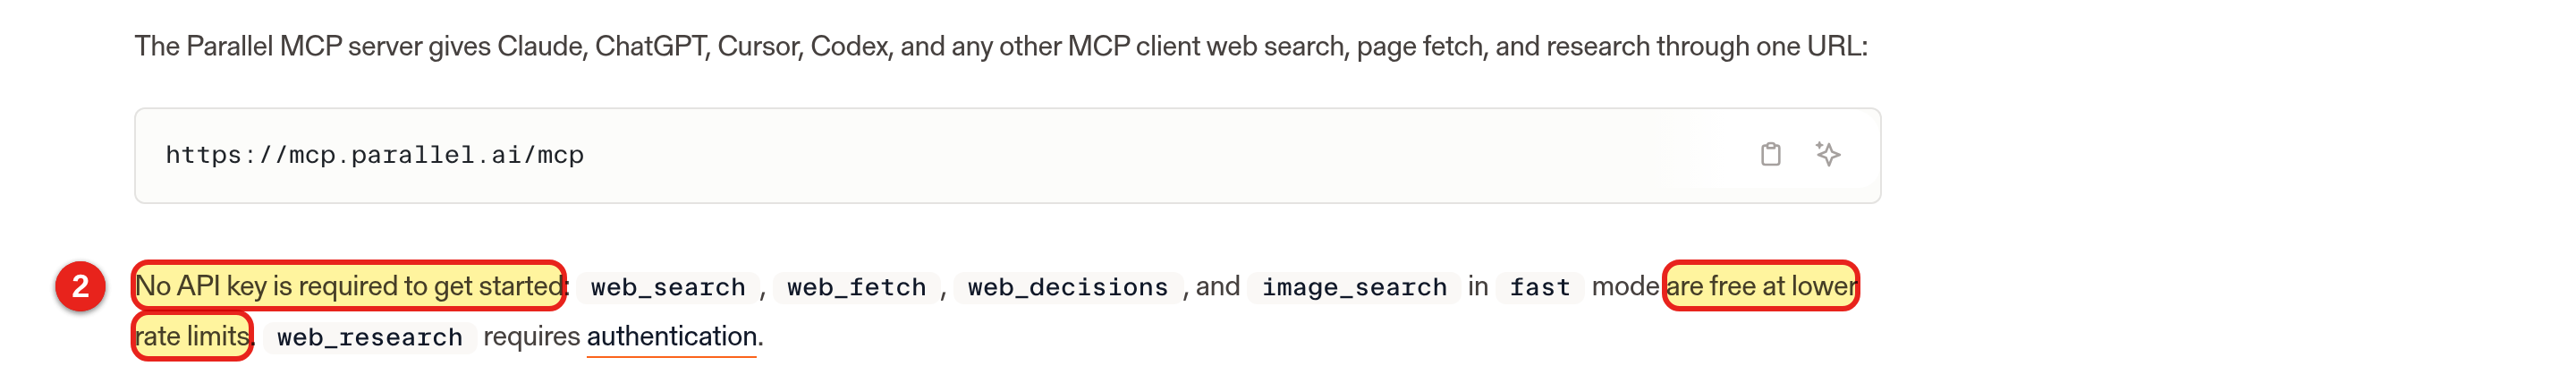 The Parallel MCP server gives Claude, ChatGPT, Cursor, Codex, and any other MCP client web search, page fetch, and research through one URL:
https://mcp.parallel.ai/mcp
2 No API key is required to get started: web_search, web_fetch, web_decisions, and image_search in fast mode are free at lower
rate limits. web_research requires authentication.